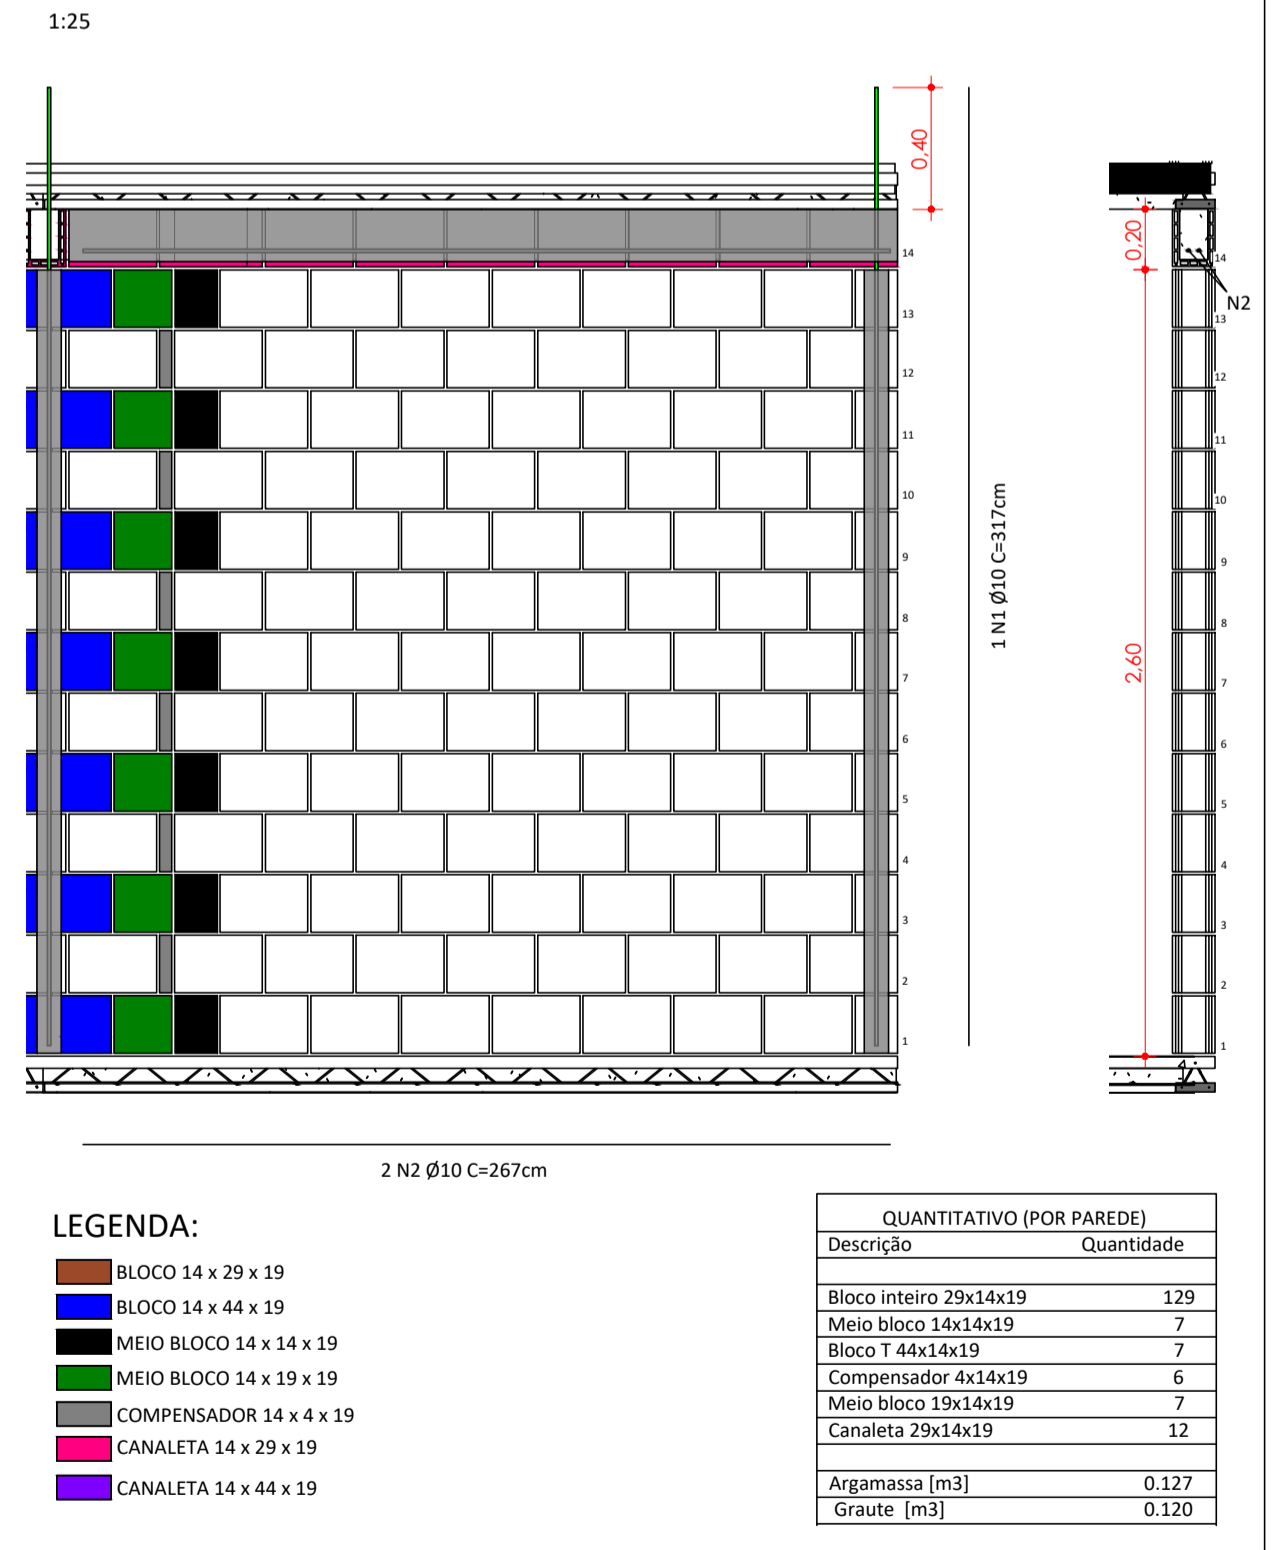 1:25
0,40
0,20
14
14
N2
13
13
12
12
11
11
10
10
1 N1 Ø10 C=317cm
9
9
8
8
2,60
7
7
6
6
5
5
4
4
3
3
2
2
1
1
2 N2 Ø10 C=267cm
LEGENDA:
BLOCO 14 x 29 x 19
BLOCO 14 x 44 x 19
MEIO BLOCO 14 x 14 x 19
MEIO BLOCO 14 x 19 x 19
COMPENSADOR 14 x 4 x 19
CANALETA 14 x 29 x 19
CANALETA 14 x 44 x 19
QUANTITATIVO (POR PAREDE)
Descrição Quantidade
Bloco inteiro 29x14x19 129
Meio bloco 14x14x19 7
Bloco T 44x14x19 7
Compensador 4x14x19 6
Meio bloco 19x14x19 7
Canaleta 29x14x19 12
Argamassa [m3] 0.127
Graute [m3] 0.120